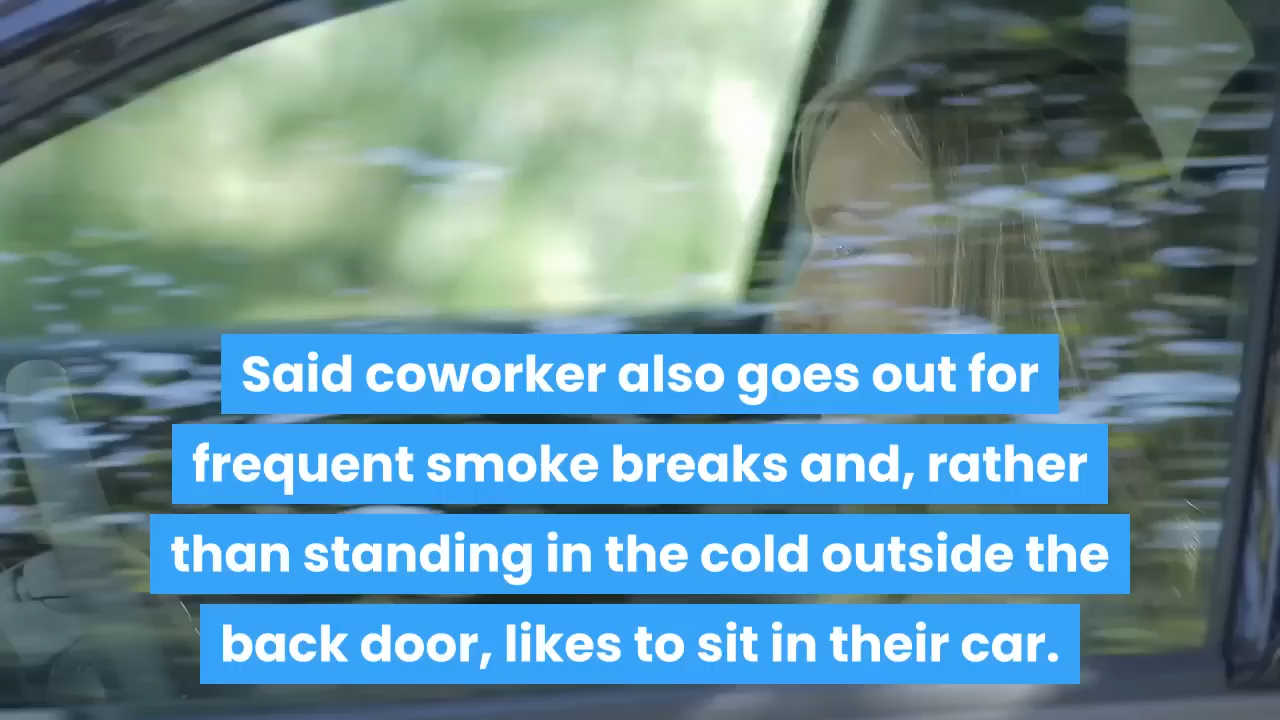 Said coworker also goes out for
frequent smoke breaks and, rather
than standing in the cold outside the
back door, likes to sit in their car.